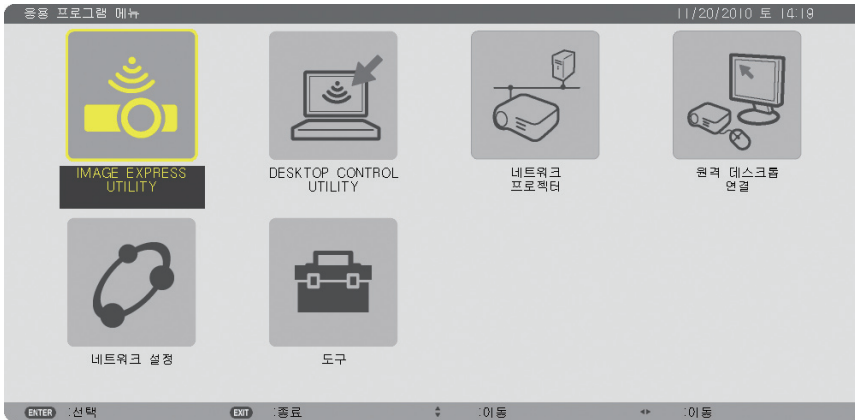 응용 프로그램 메뉴 11/20/2010 토 14:19
IMAGE EXPRESS
UTILITY
DESKTOP CONTROL
UTILITY
네트워크
프로젝터
원격 데스크톱
연결
네트워크 설정
도구
ENTER :선택 EXIT :종료 :이동 :이동